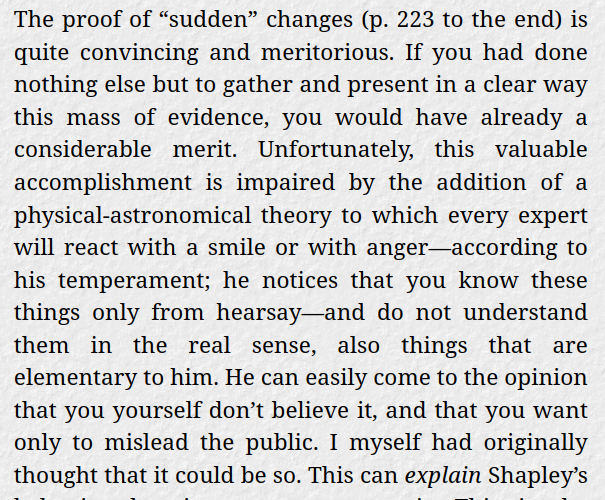 The proof of “sudden” changes (p. 223 to the end) is
quite convincing and meritorious. If you had done
nothing else but to gather and present in a clear way
this mass of evidence, you would have already a
considerable merit. Unfortunately, this valuable
accomplishment is impaired by the addition of a
physical-astronomical theory to which every expert
will react with a smile or with anger—according to
his temperament; he notices that you know these
things only from hearsay—and do not understand
them in the real sense, also things that are
elementary to him. He can easily come to the opinion
that you yourself don’t believe it, and that you want
only to mislead the public. I myself had originally
thought that it could be so. This can explain Shapley’s